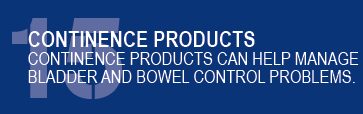 15
CONTINENCE PRODUCTS
CONTINENCE PRODUCTS CAN HELP MANAGE
BLADDER AND BOWEL CONTROL PROBLEMS.